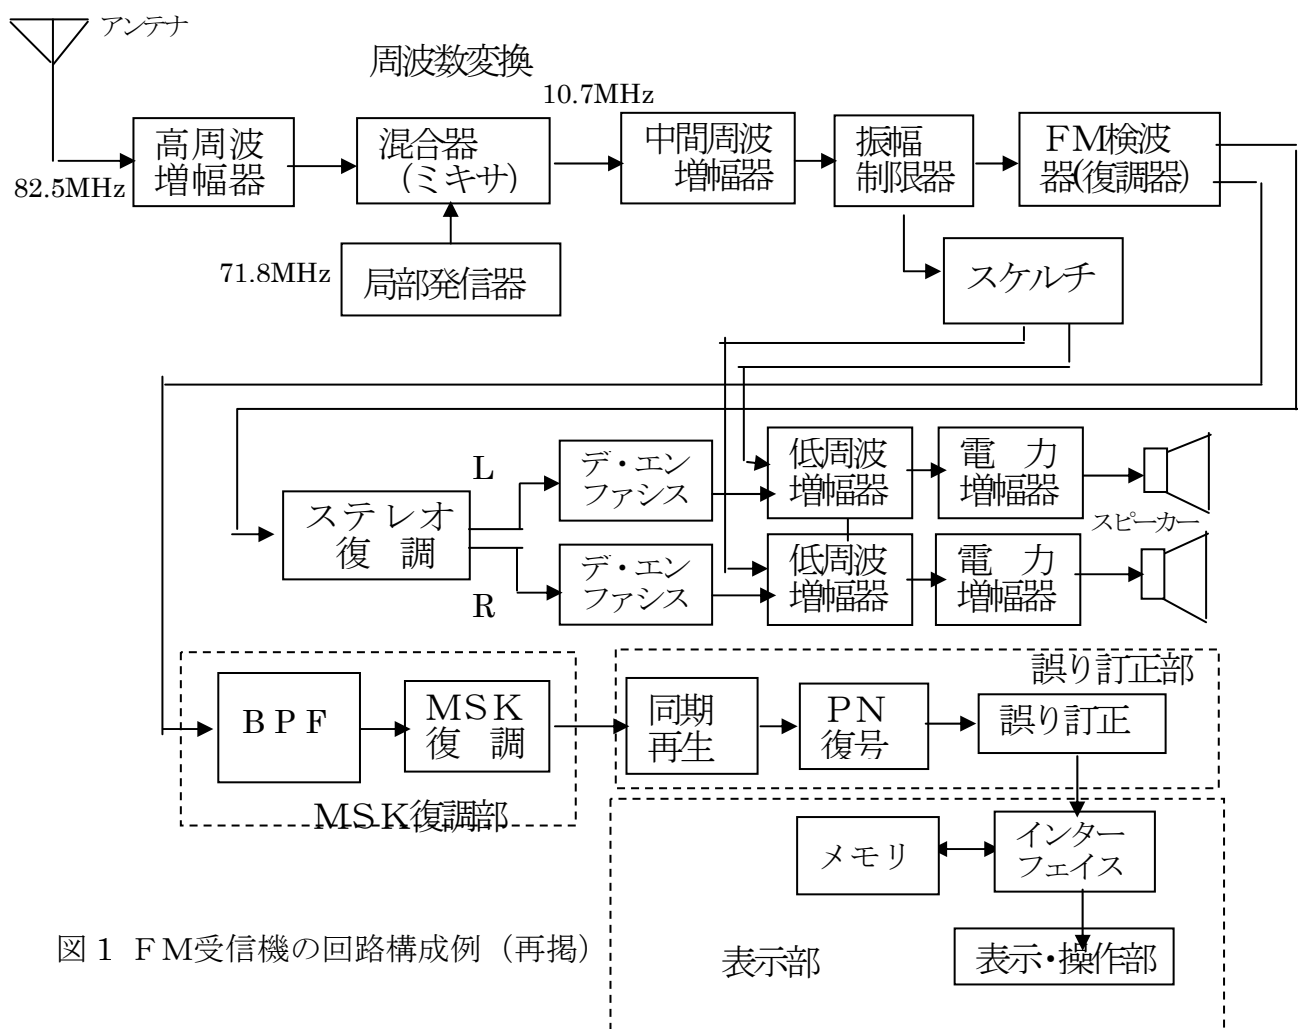 アンテナ
周波数変換
10.7MHz
高周波
増幅器
混合器
(ミキサ)
中間周波
増幅器
振幅
制限器
FM検波
器(復調器)
82.5MHz
71.8MHz
局部発信器
スケルチ
L
デ・エン
ファシス
低周波
増幅器
電 力
増幅器
ステレオ
復 調
スピーカー
R
デ・エン
ファシス
低周波
増幅器
電 力
増幅器
BPF
MSK
復 調
MSK復調部
誤り訂正部
同期
再生
PN
復号
誤り訂正
メモリ
インター
フェイス
表示・操作部
表示部
図1 FM受信機の回路構成例(再掲)